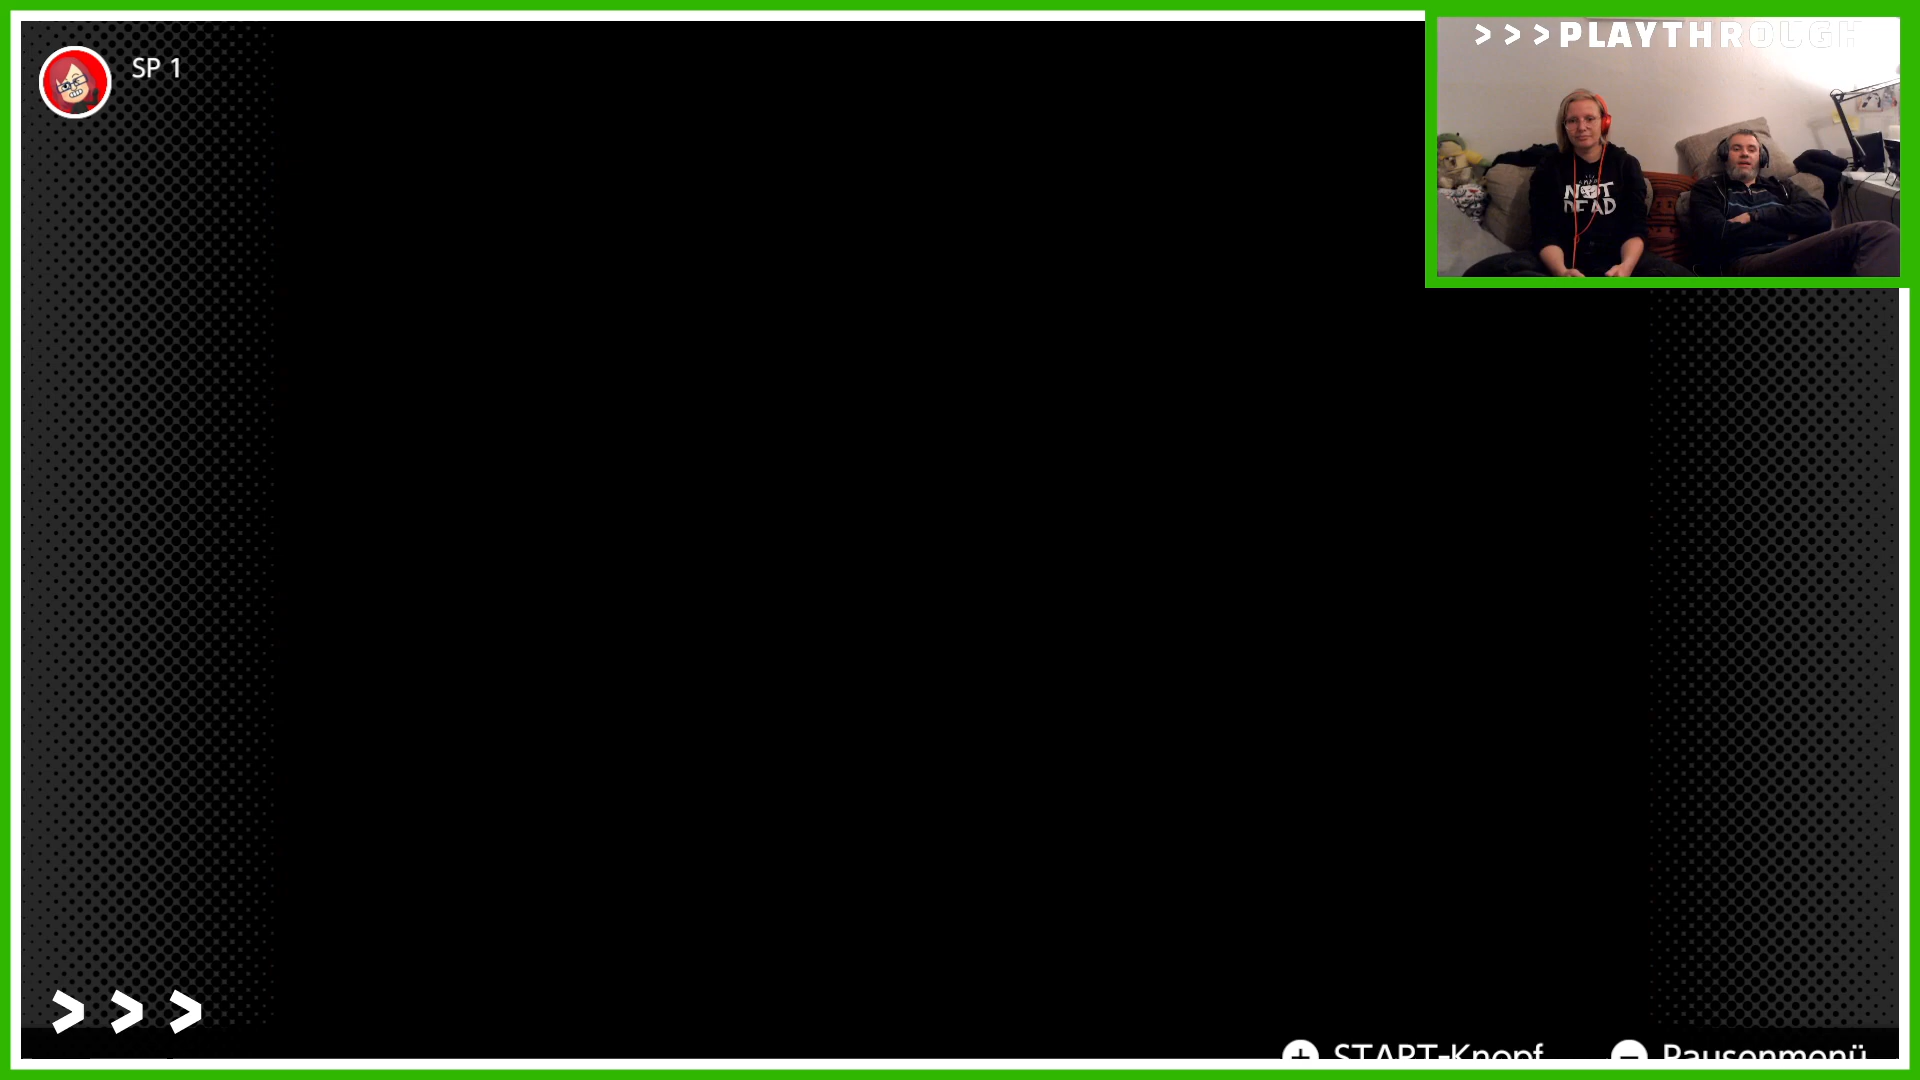 >>>PLAYTHROUGH
SP 1
NOT
DEAD
>>>
START-Knopf
Pausenmenü